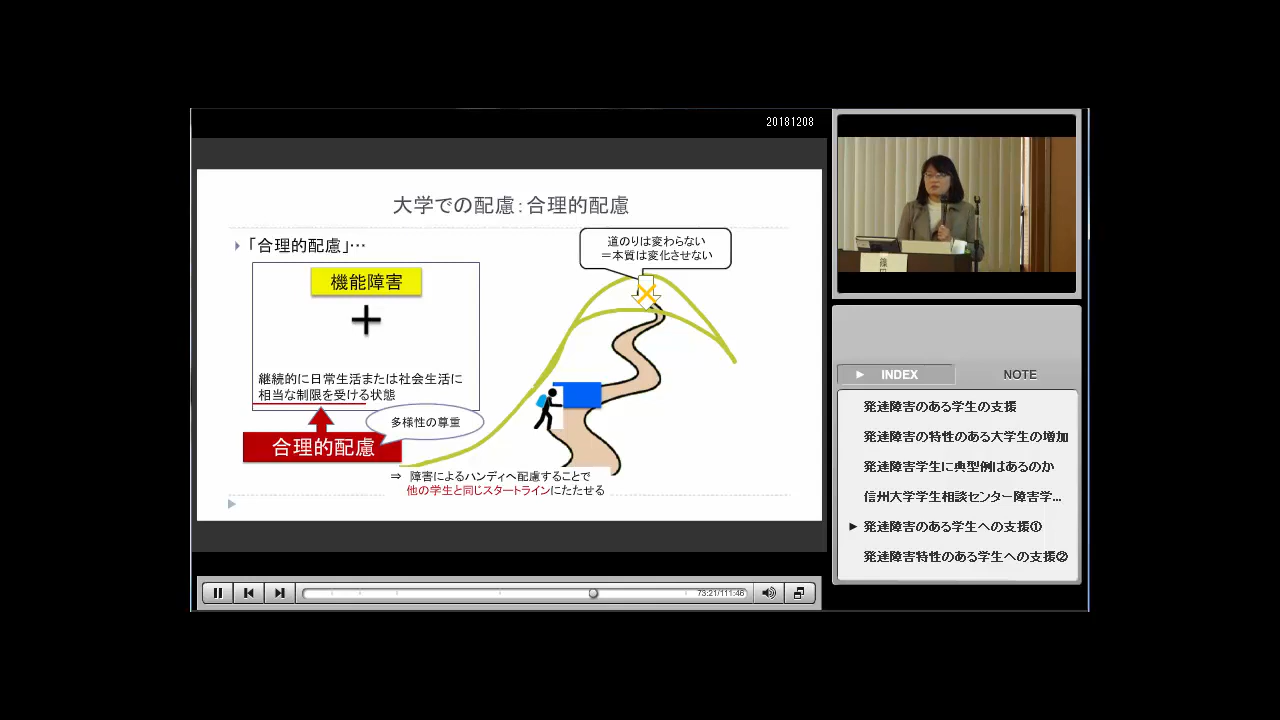 20181208
大学での配慮：合理的配慮
「合理的配慮」…
機能障害
＋
継続的に日常生活または社会生活に
相当な制限を受ける状態
多様性の尊重
合理的配慮
道のりは変わらない
＝本質は変化させない
⇒ 障害によるハンディへ配慮することで
他の学生と同じスタートラインにたたせる
73:21/111:46
INDEX
NOTE
発達障害のある学生の支援
発達障害の特性のある大学生の増加
発達障害学生に典型例はあるのか
信州大学学生相談センター障害学...
発達障害のある学生への支援①
発達障害特性のある学生への支援②